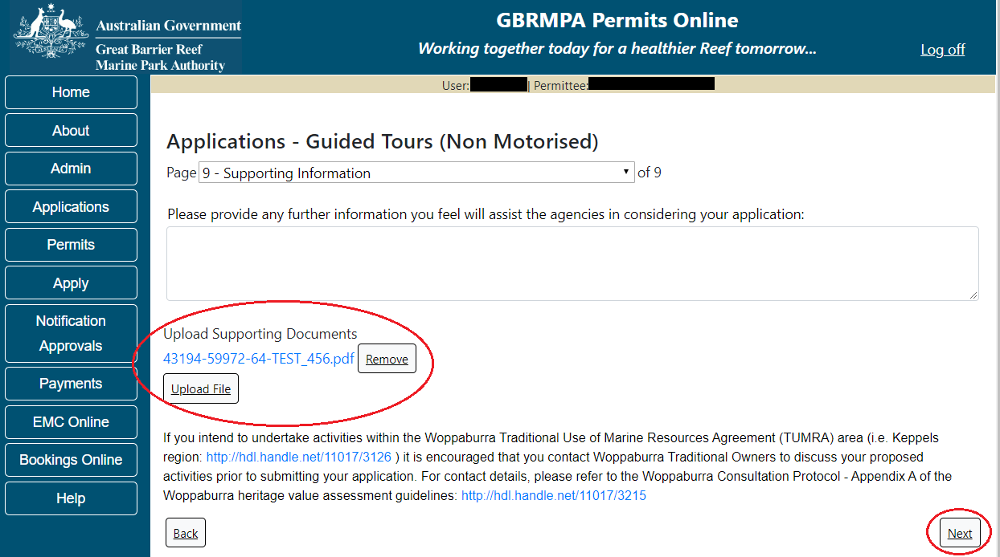 Australian Government
Great Barrier Reef
Marine Park Authority
GBRMPA Permits Online
Working together today for a healthier Reef tomorrow...
Log off
User: | Permittee:
Home
About
Admin
Applications
Permits
Apply
Notification
Approvals
Payments
EMC Online
Bookings Online
Help
Applications - Guided Tours (Non Motorised)
Page 9 - Supporting Information of 9
Please provide any further information you feel will assist the agencies in considering your application:
Upload Supporting Documents
43194-59972-64-TEST_456.pdf Remove
Upload File
If you intend to undertake activities within the Woppaburra Traditional Use of Marine Resources Agreement (TUMRA) area (i.e. Keppels
region: http://hdl.handle.net/11017/3126 ) it is encouraged that you contact Woppaburra Traditional Owners to discuss your proposed
activities prior to submitting your application. For contact details, please refer to the Woppaburra Consultation Protocol - Appendix A of the
Woppaburra heritage value assessment guidelines: http://hdl.handle.net/11017/3215
Back
Next